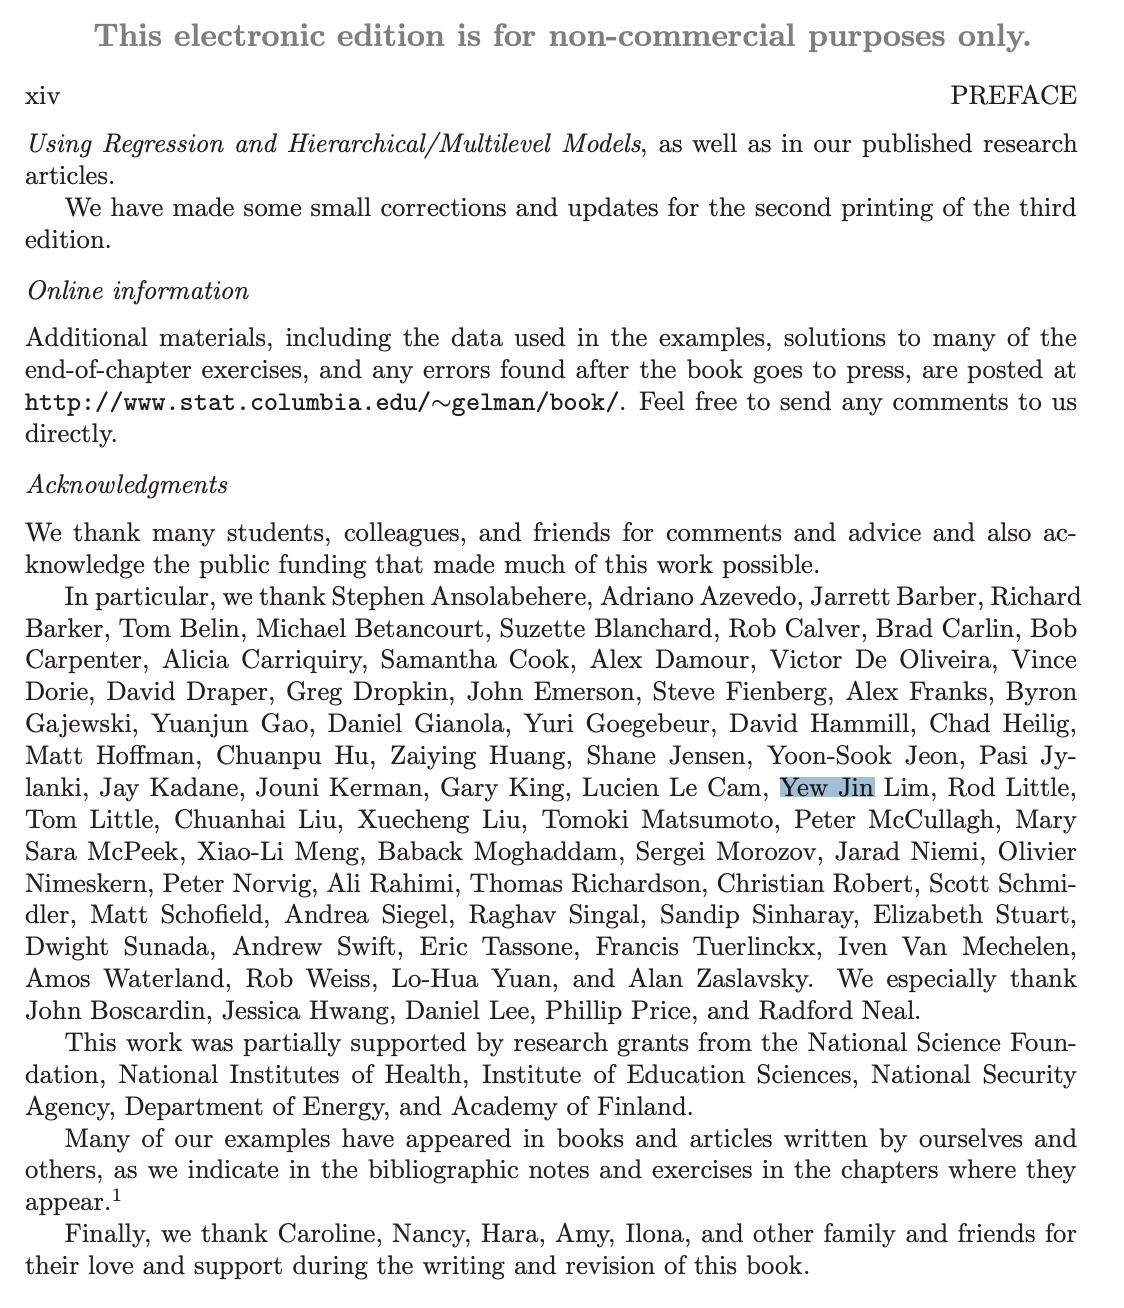 This electronic edition is for non-commercial purposes only.
xiv PREFACE
Using Regression and Hierarchical/Multilevel Models, as well as in our published research
articles.
We have made some small corrections and updates for the second printing of the third
edition.
Online information
Additional materials, including the data used in the examples, solutions to many of the
end-of-chapter exercises, and any errors found after the book goes to press, are posted at
http://www.stat.columbia.edu/∼gelman/book/. Feel free to send any comments to us
directly.
Acknowledgments
We thank many students, colleagues, and friends for comments and advice and also ac-
knowledge the public funding that made much of this work possible.
In particular, we thank Stephen Ansolabehere, Adriano Azevedo, Jarrett Barber, Richard
Barker, Tom Belin, Michael Betancourt, Suzette Blanchard, Rob Calver, Brad Carlin, Bob
Carpenter, Alicia Carriquiry, Samantha Cook, Alex Damour, Victor De Oliveira, Vince
Dorie, David Draper, Greg Dropkin, John Emerson, Steve Fienberg, Alex Franks, Byron
Gajewski, Yuanjun Gao, Daniel Gianola, Yuri Goegebeur, David Hammill, Chad Heilig,
Matt Hoffman, Chuanpu Hu, Zaiying Huang, Shane Jensen, Yoon-Sook Jeon, Pasi Jy-
lanki, Jay Kadane, Jouni Kerman, Gary King, Lucien Le Cam, Yew Jin Lim, Rod Little,
Tom Little, Chuanhai Liu, Xuecheng Liu, Tomoki Matsumoto, Peter McCullagh, Mary
Sara McPeek, Xiao-Li Meng, Baback Moghaddam, Sergei Morozov, Jarad Niemi, Olivier
Nimeskern, Peter Norvig, Ali Rahimi, Thomas Richardson, Christian Robert, Scott Schmi-
dler, Matt Schofield, Andrea Siegel, Raghav Singal, Sandip Sinharay, Elizabeth Stuart,
Dwight Sunada, Andrew Swift, Eric Tassone, Francis Tuerlinckx, Iven Van Mechelen,
Amos Waterland, Rob Weiss, Lo-Hua Yuan, and Alan Zaslavsky. We especially thank
John Boscardin, Jessica Hwang, Daniel Lee, Phillip Price, and Radford Neal.
This work was partially supported by research grants from the National Science Foun-
dation, National Institutes of Health, Institute of Education Sciences, National Security
Agency, Department of Energy, and Academy of Finland.
Many of our examples have appeared in books and articles written by ourselves and
others, as we indicate in the bibliographic notes and exercises in the chapters where they
appear.¹
Finally, we thank Caroline, Nancy, Hara, Amy, Ilona, and other family and friends for
their love and support during the writing and revision of this book.